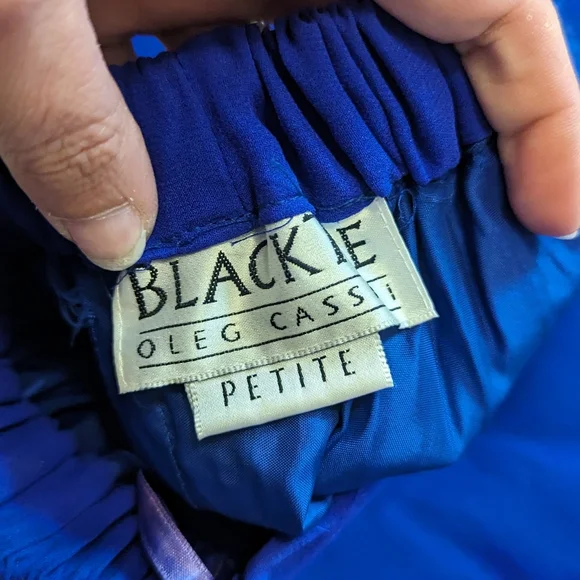 BLACK IE
OLEG CASS I
PETITE